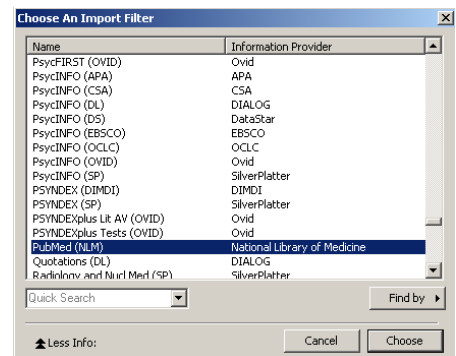 Choose An Import Filter
Name Information Provider
PsycFIRST (OVID) Ovid
PsycINFO (APA) APA
PsycINFO (CSA) CSA
PsycINFO (DL) DIALOG
PsycINFO (DS) DataStar
PsycINFO (EBSCO) EBSCO
PsycINFO (OCLC) OCLC
PsycINFO (OVID) Ovid
PsycINFO (SP) SilverPlatter
PSYNDEX (DIMDI) DIMDI
PSYNDEX (SP) SilverPlatter
PSYNDEXplus Lit AV (OVID) Ovid
PSYNDEXplus Tests (OVID) Ovid
PubMed (NLM) National Library of Medicine
Quotations (DL) DIALOG
Radiology and Nucl Med (SP) SilverPlatter
Quick Search Find by
Less Info: Cancel Choose